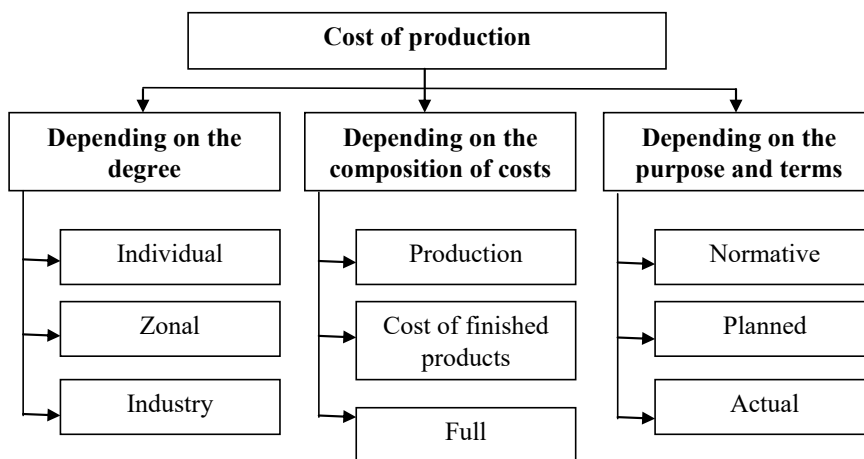 Cost of production
Depending on the
degree
Individual
Zonal
Industry
Depending on the
composition of costs
Production
Cost of finished
products
Full
Depending on the
purpose and terms
Normative
Planned
Actual